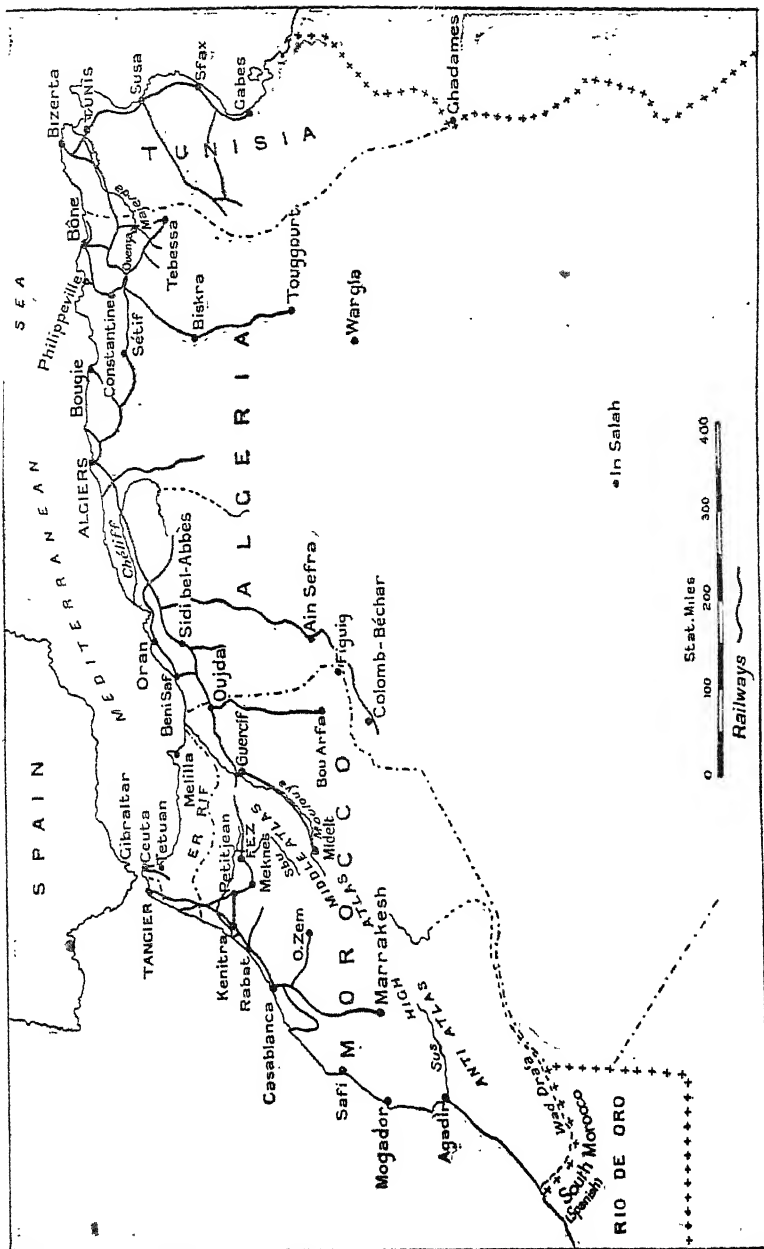 SPAIN
MEDITERRANEAN
SEA
Gibraltar
Ceuta
Tetuan
TANGIER
Melilla
ER RIF
Beni Saf
Oran
Sidi bel-Abbes
Chéliff
ALGIERS
Bougie
Sétif
Constantine
Philippeville
Bône
Majerda
Tebessa
Bizerta
TUNIS
Susa
Sfax
Gabes
TUNISIA
Ghadames
Biskra
Touggourt
Wargla
ALGERIA
In Salah
Oujda
Guercif
Ain Sefra
Figuig
Colomb-Béchar
Bou Arfa
Moulouya
Midelt
MIDDLE ATLAS
Sbu
FEZ
Meknes
Petitjean
Kenitra
Rabat
Casablanca
O.Zem
MOROCCO
Marrakesh
HIGH ATLAS
Safi
Mogador
Agadir
Sus
ANTI ATLAS
Wad Draa
South Morocco
(Spanish)
RIO DE ORO
Stat. Miles
0 100 200 300 400
Railways